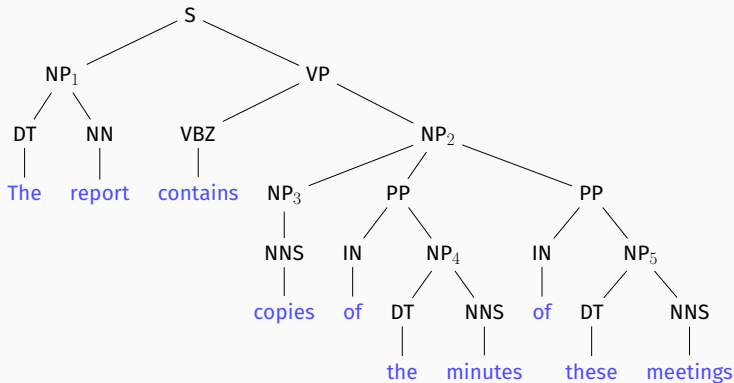 S
NP1 VP
DT NN VBZ NP2
The report contains NP3 PP PP
NNS IN NP4 IN NP5
copies of DT NNS of DT NNS
the minutes these meetings